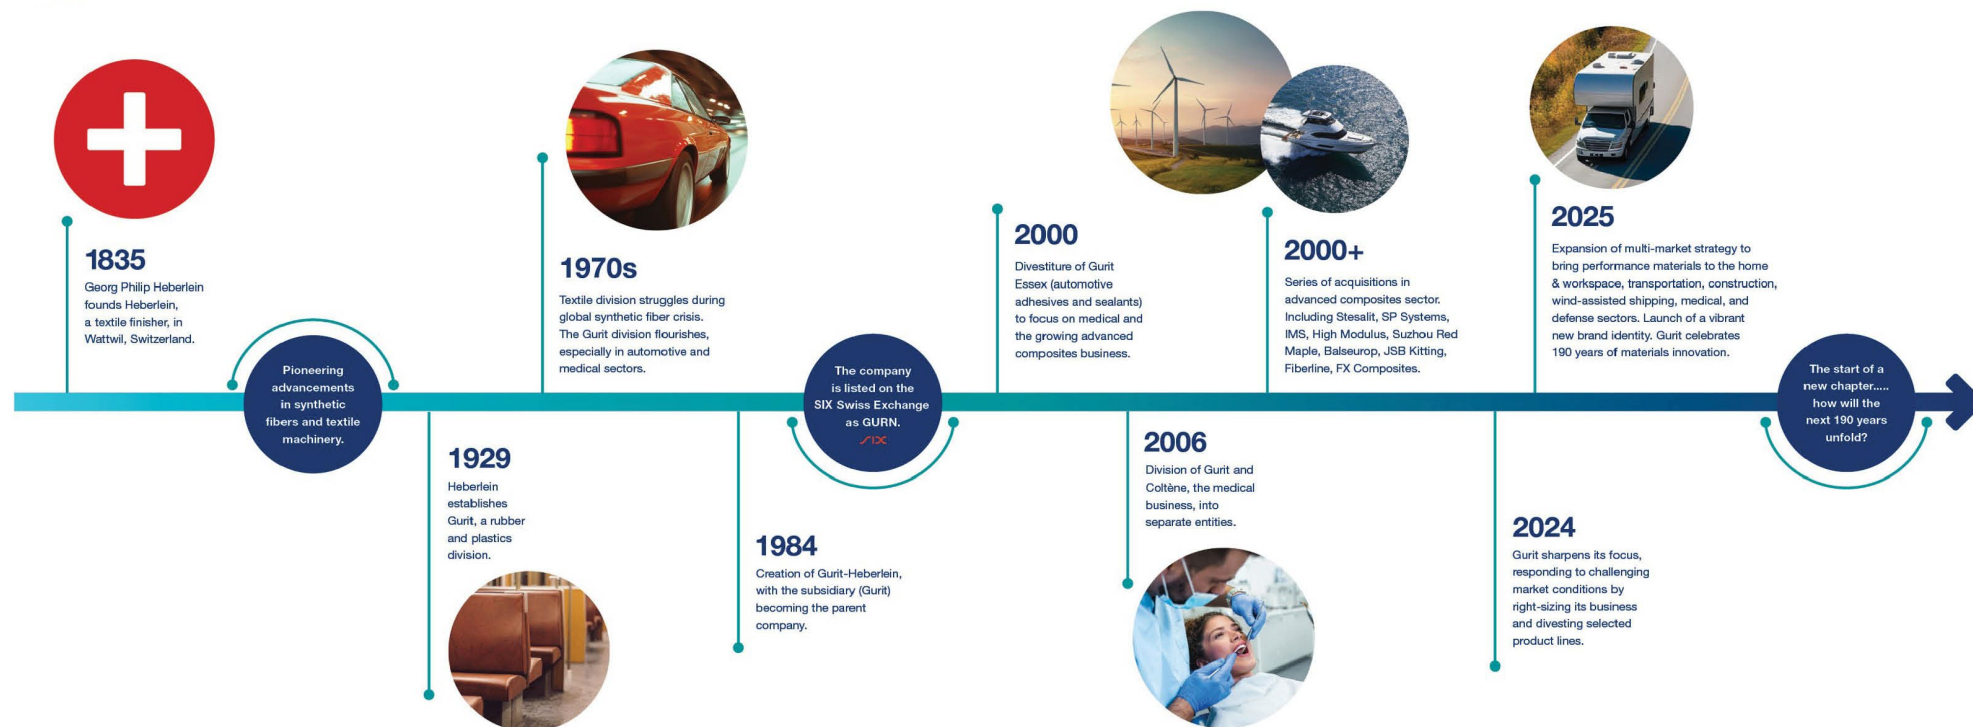 1835
Georg Philip Heberlein
founds Heberlein,
a textile finisher, in
Wattwil, Switzerland.
Pioneering
advancements
in synthetic
fibers and textile
machinery.
1929
Heberlein
establishes
Gurit, a rubber
and plastics
division.
1970s
Textile division struggles during
global synthetic fiber crisis.
The Gurit division flourishes,
especially in automotive and
medical sectors.
1984
Creation of Gurit-Heberlein,
with the subsidiary (Gurit)
becoming the parent
company.
The company
is listed on the
SIX Swiss Exchange
as GURN.
SIX
2000
Divestiture of Gurit
Essex (automotive
adhesives and sealants)
to focus on medical and
the growing advanced
composites business.
2006
Division of Gurit and
Coltène, the medical
business, into
separate entities.
2000+
Series of acquisitions in
advanced composites sector.
Including Stesalit, SP Systems,
IMS, High Modulus, Suzhou Red
Maple, Balseurop, JSB Kitting,
Fiberline, FX Composites.
2024
Gurit sharpens its focus,
responding to challenging
market conditions by
right-sizing its business
and divesting selected
product lines.
2025
Expansion of multi-market strategy to
bring performance materials to the home
& workspace, transportation, construction,
wind-assisted shipping, medical, and
defense sectors. Launch of a vibrant
new brand identity. Gurit celebrates
190 years of materials innovation.
The start of a
new chapter.....
how will the
next 190 years
unfold?